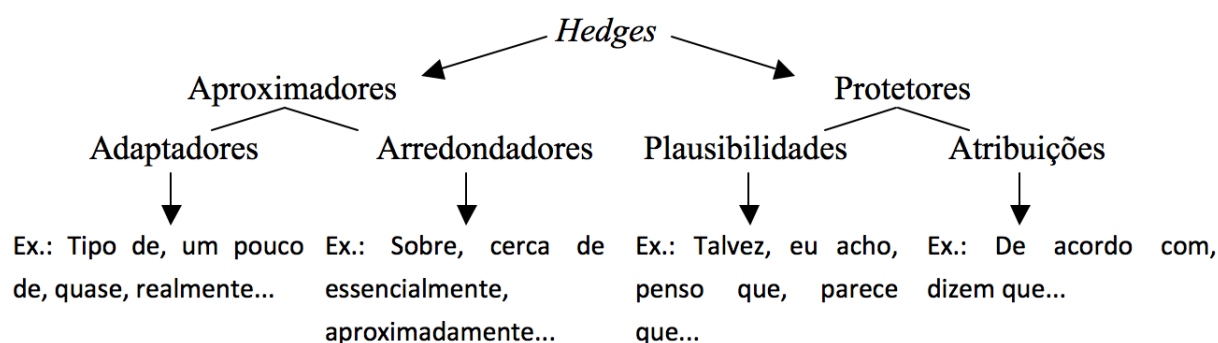 Hedges
Aproximadores Protetores
Adaptadores Arredondadores Plausibilidades Atribuições
Ex.: Tipo de, um pouco
de, quase, realmente...
Ex.: Sobre, cerca de
essencialmente,
aproximadamente...
Ex.: Talvez, eu acho,
penso que, parece
que...
Ex.: De acordo com,
dizem que...